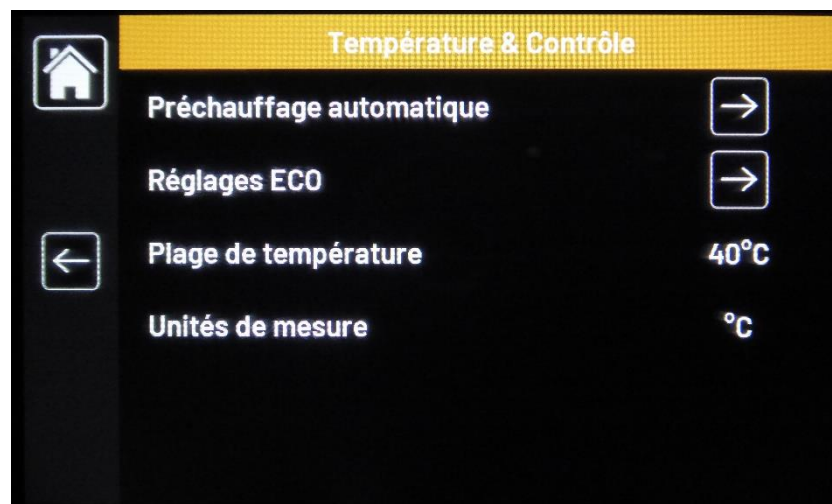 Température & Contrôle
Préchauffage automatique
Réglages ECO
Plage de température 40°C
Unités de mesure °C